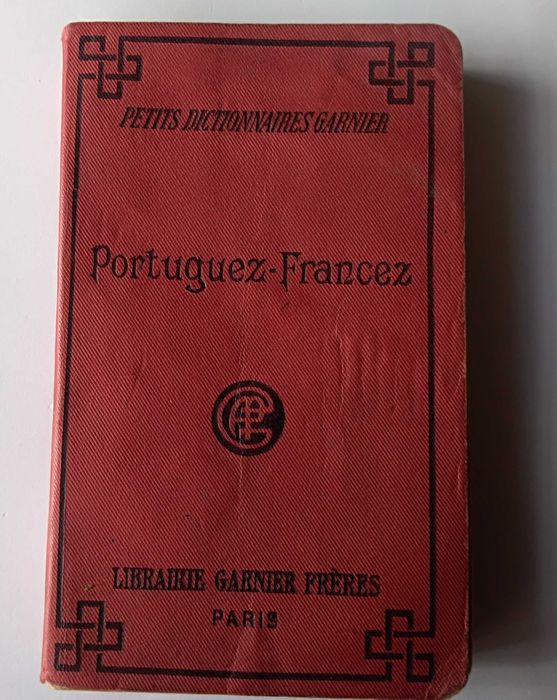 PETITS DICTIONNAIRES GARNIER
Portuguez-Francez
LIBRAIRIE GARNIER FRÈRES
PARIS